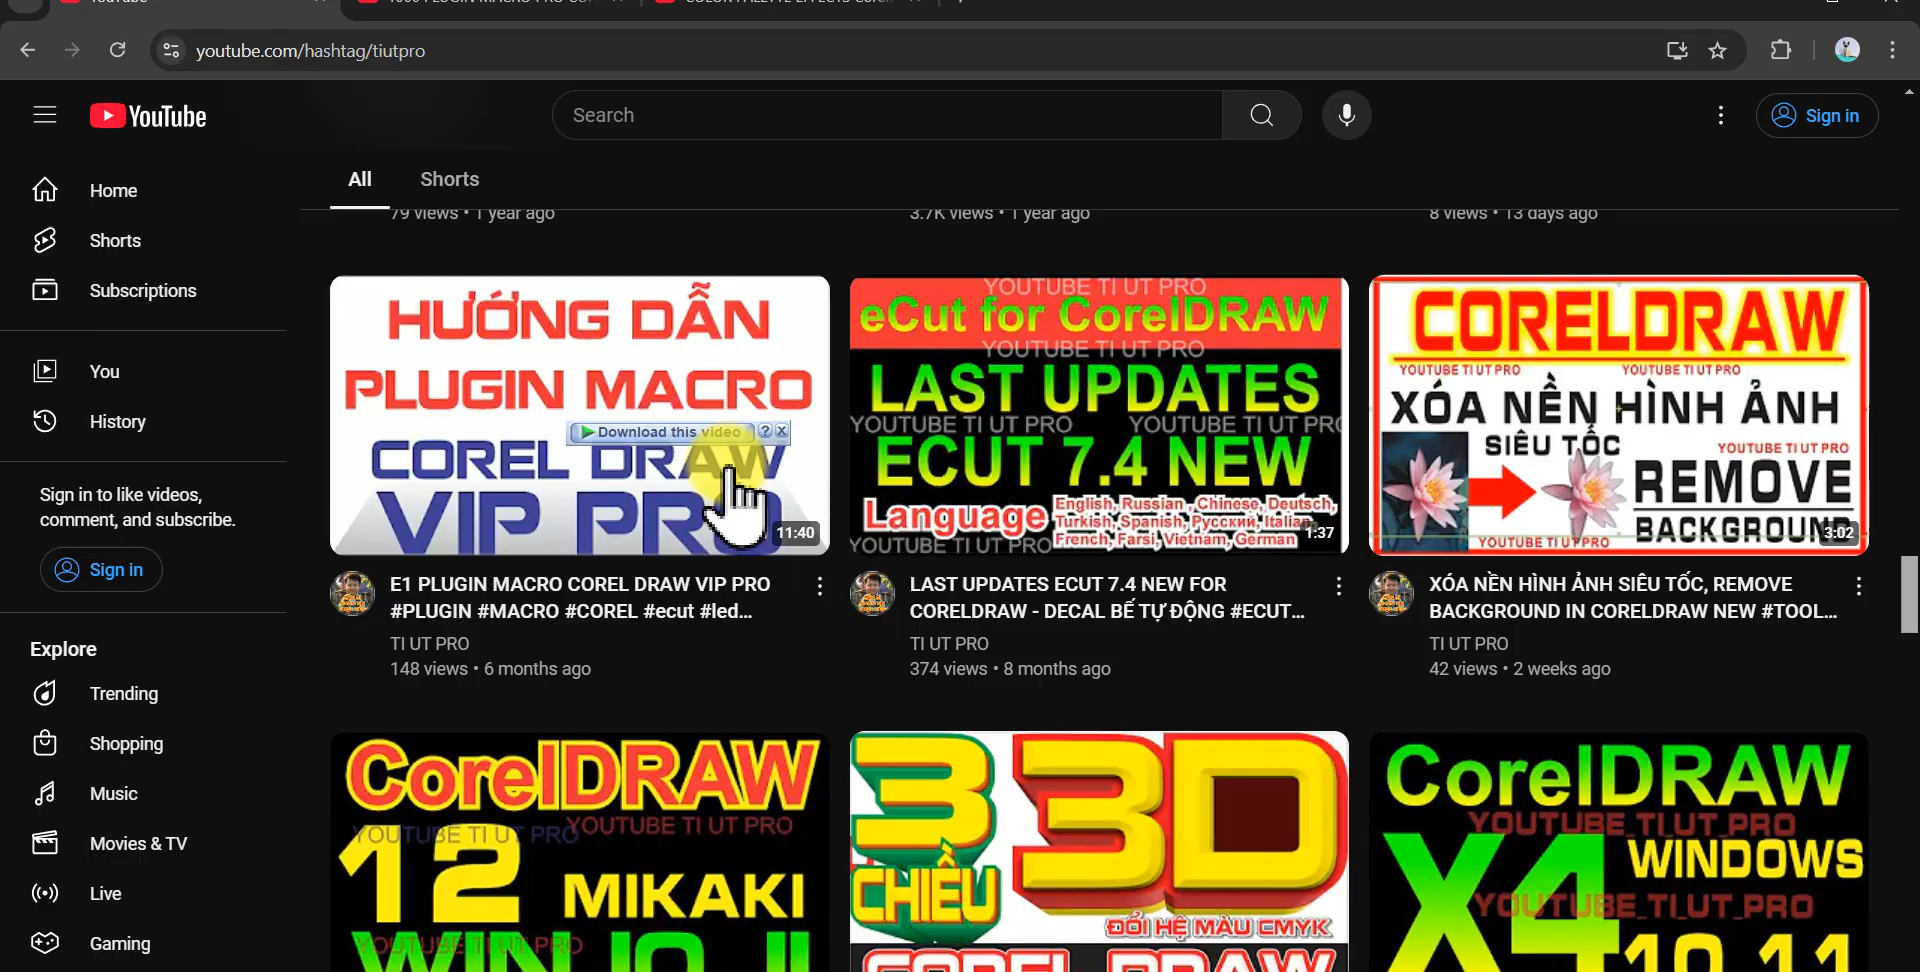 YouTube
youtube.com/hashtag/tiutpro
YouTube
Search
Sign in
Home
Shorts
Subscriptions
You
History
Sign in to like videos,
comment, and subscribe.
Sign in
Explore
Trending
Shopping
Music
Movies & TV
Live
Gaming
All
Shorts
79 views • 1 year ago
3.7K views • 1 year ago
8 views • 13 days ago
HƯỚNG DẪN
PLUGIN MACRO
Download this video
COREL DRAW
VIP PRO
11:40
E1 PLUGIN MACRO COREL DRAW VIP PRO
#PLUGIN #MACRO #COREL #ecut #led...
TI UT PRO
148 views • 6 months ago
YOUTUBE TI UT PRO
eCut for CorelDRAW
YOUTUBE TI UT PRO
LAST UPDATES
YOUTUBE TI UT PRO YOUTUBE TI UT PRO
ECUT 7.4 NEW
Language
English, Russian, Chinese, Deutsch,
Turkish, Spanish, Русский, Italian
French, Farsi, Vietnam, German
YOUTUBE TI UT PRO
1:37
LAST UPDATES ECUT 7.4 NEW FOR
CORELDRAW - DECAL BẾ TỰ ĐỘNG #ECUT...
TI UT PRO
374 views • 8 months ago
CORELDRAW
YOUTUBE TI UT PRO YOUTUBE TI UT PRO
XÓA NỀN HÌNH ẢNH
SIÊU TỐC
YOUTUBE TI UT PRO
REMOVE
BACKGROUND
YOUTUBE TI UT PRO
3:02
XÓA NỀN HÌNH ẢNH SIÊU TỐC, REMOVE
BACKGROUND IN CORELDRAW NEW #TOOL...
TI UT PRO
42 views • 2 weeks ago
CorelDRAW
YOUTUBE TI UT PRO YOUTUBE TI UT PRO
12 MIKAKI
YOUTUBE TI UT PRO
WIN 10 11
3 3D
CHIỀU
ĐỔI HỆ MÀU CMYK
COREL DRAW
CorelDRAW
YOUTUBE_TI_UT_PRO
X4 WINDOWS
YOUTUBE_TI_UT_PRO
10 11